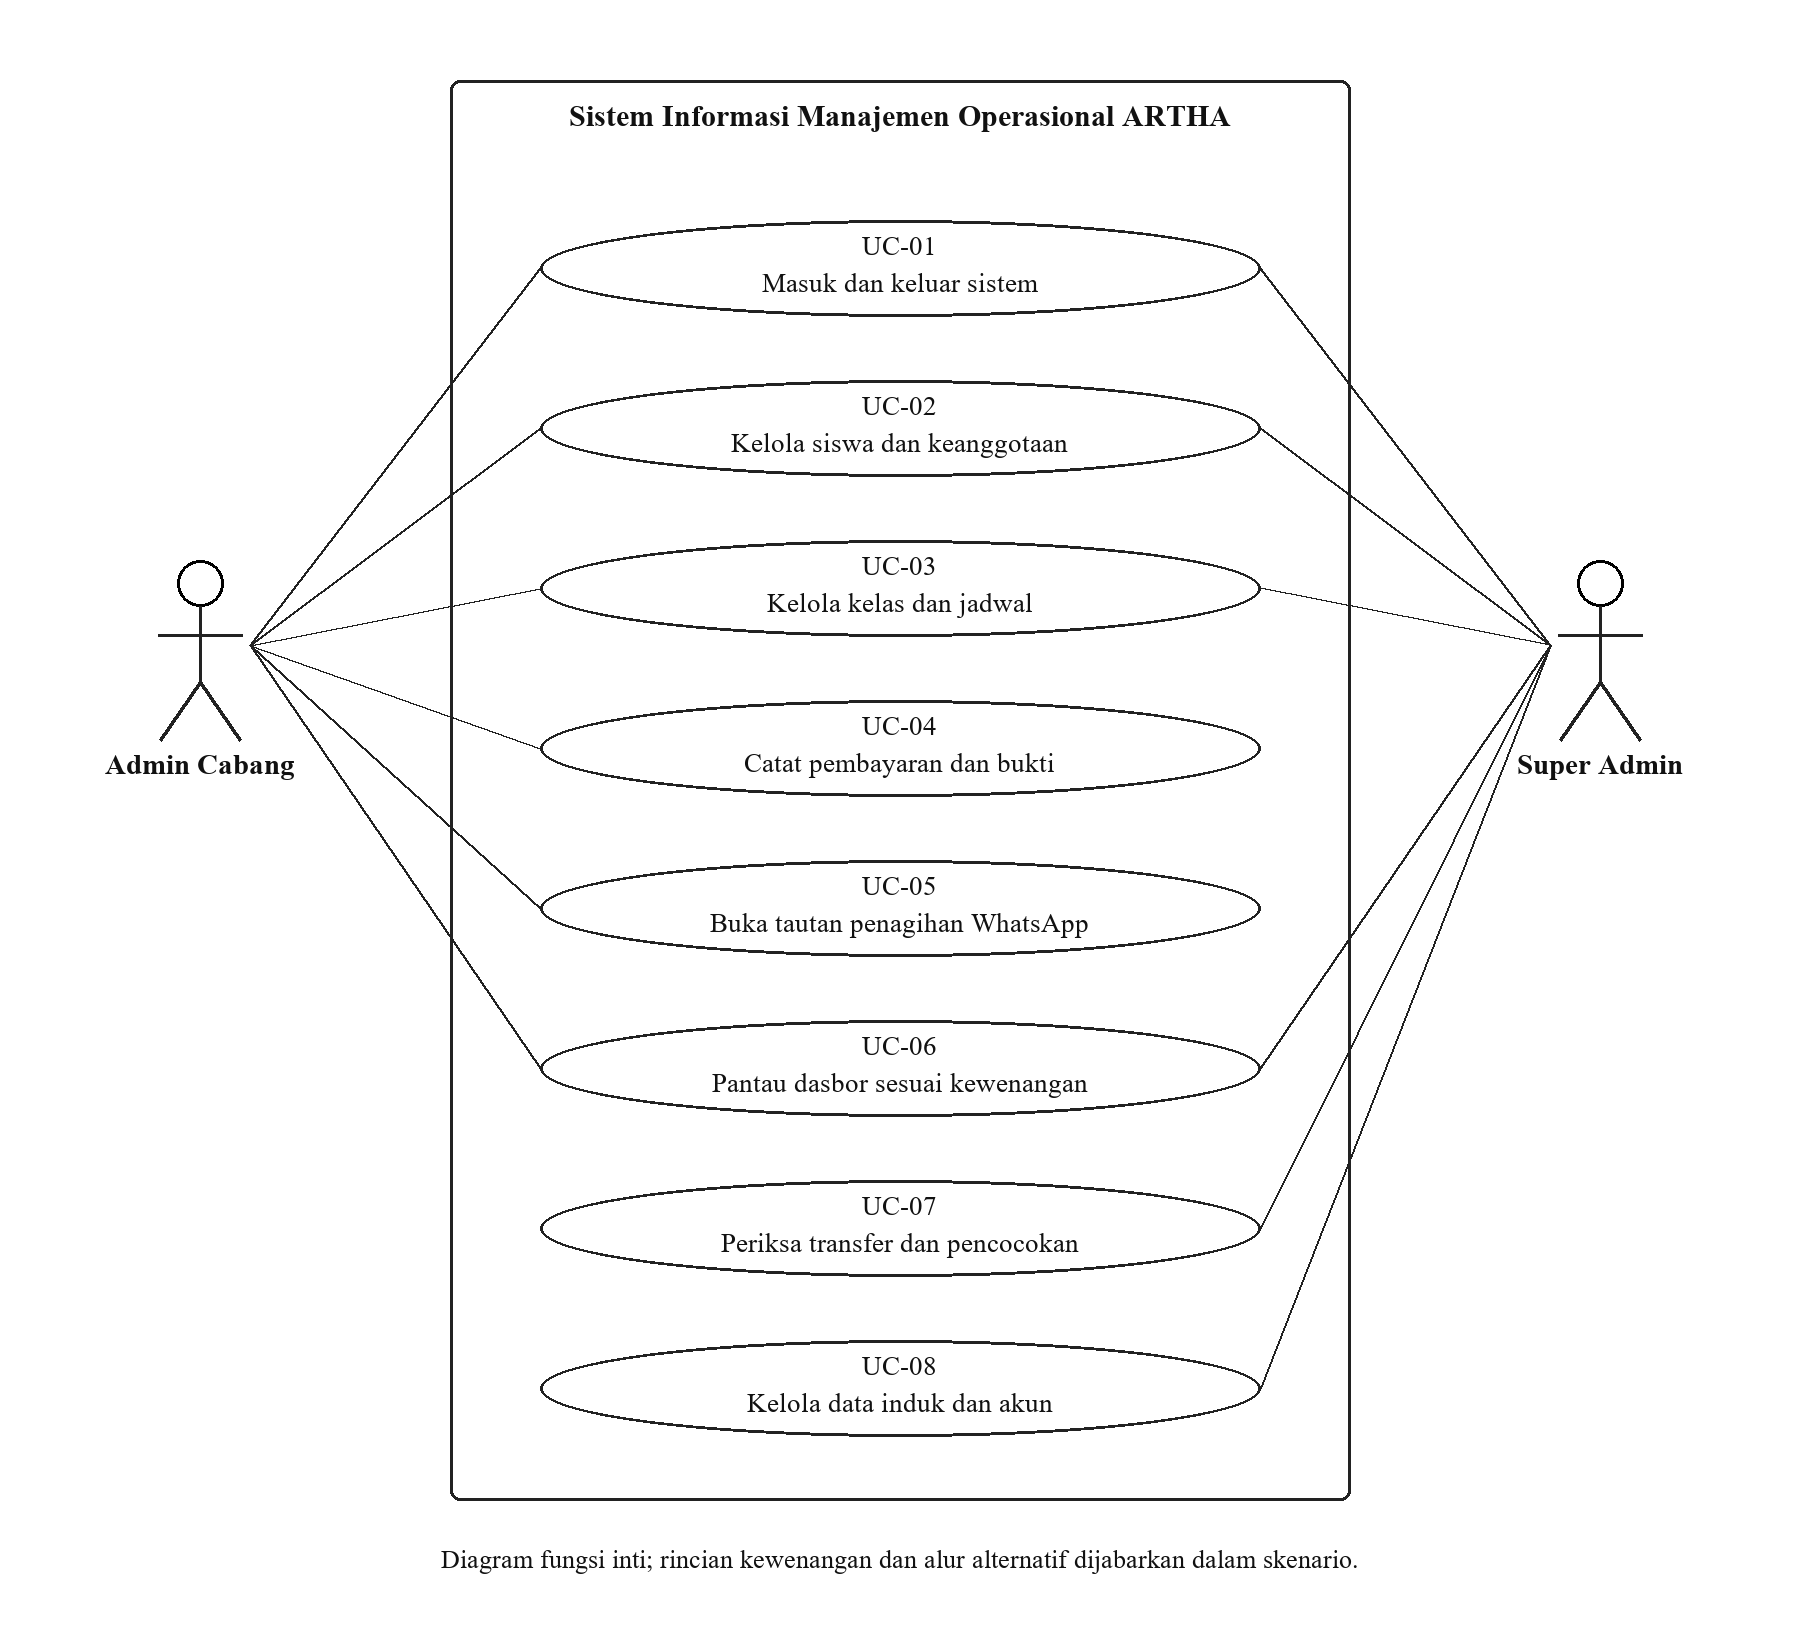 Sistem Informasi Manajemen Operasional ARTHA
UC-01
Masuk dan keluar sistem
UC-02
Kelola siswa dan keanggotaan
UC-03
Kelola kelas dan jadwal
UC-04
Catat pembayaran dan bukti
Admin Cabang
Super Admin
UC-05
Buka tautan penagihan WhatsApp
UC-06
Pantau dasbor sesuai kewenangan
UC-07
Periksa transfer dan pencocokan
UC-08
Kelola data induk dan akun
Diagram fungsi inti; rincian kewenangan dan alur alternatif dijabarkan dalam skenario.